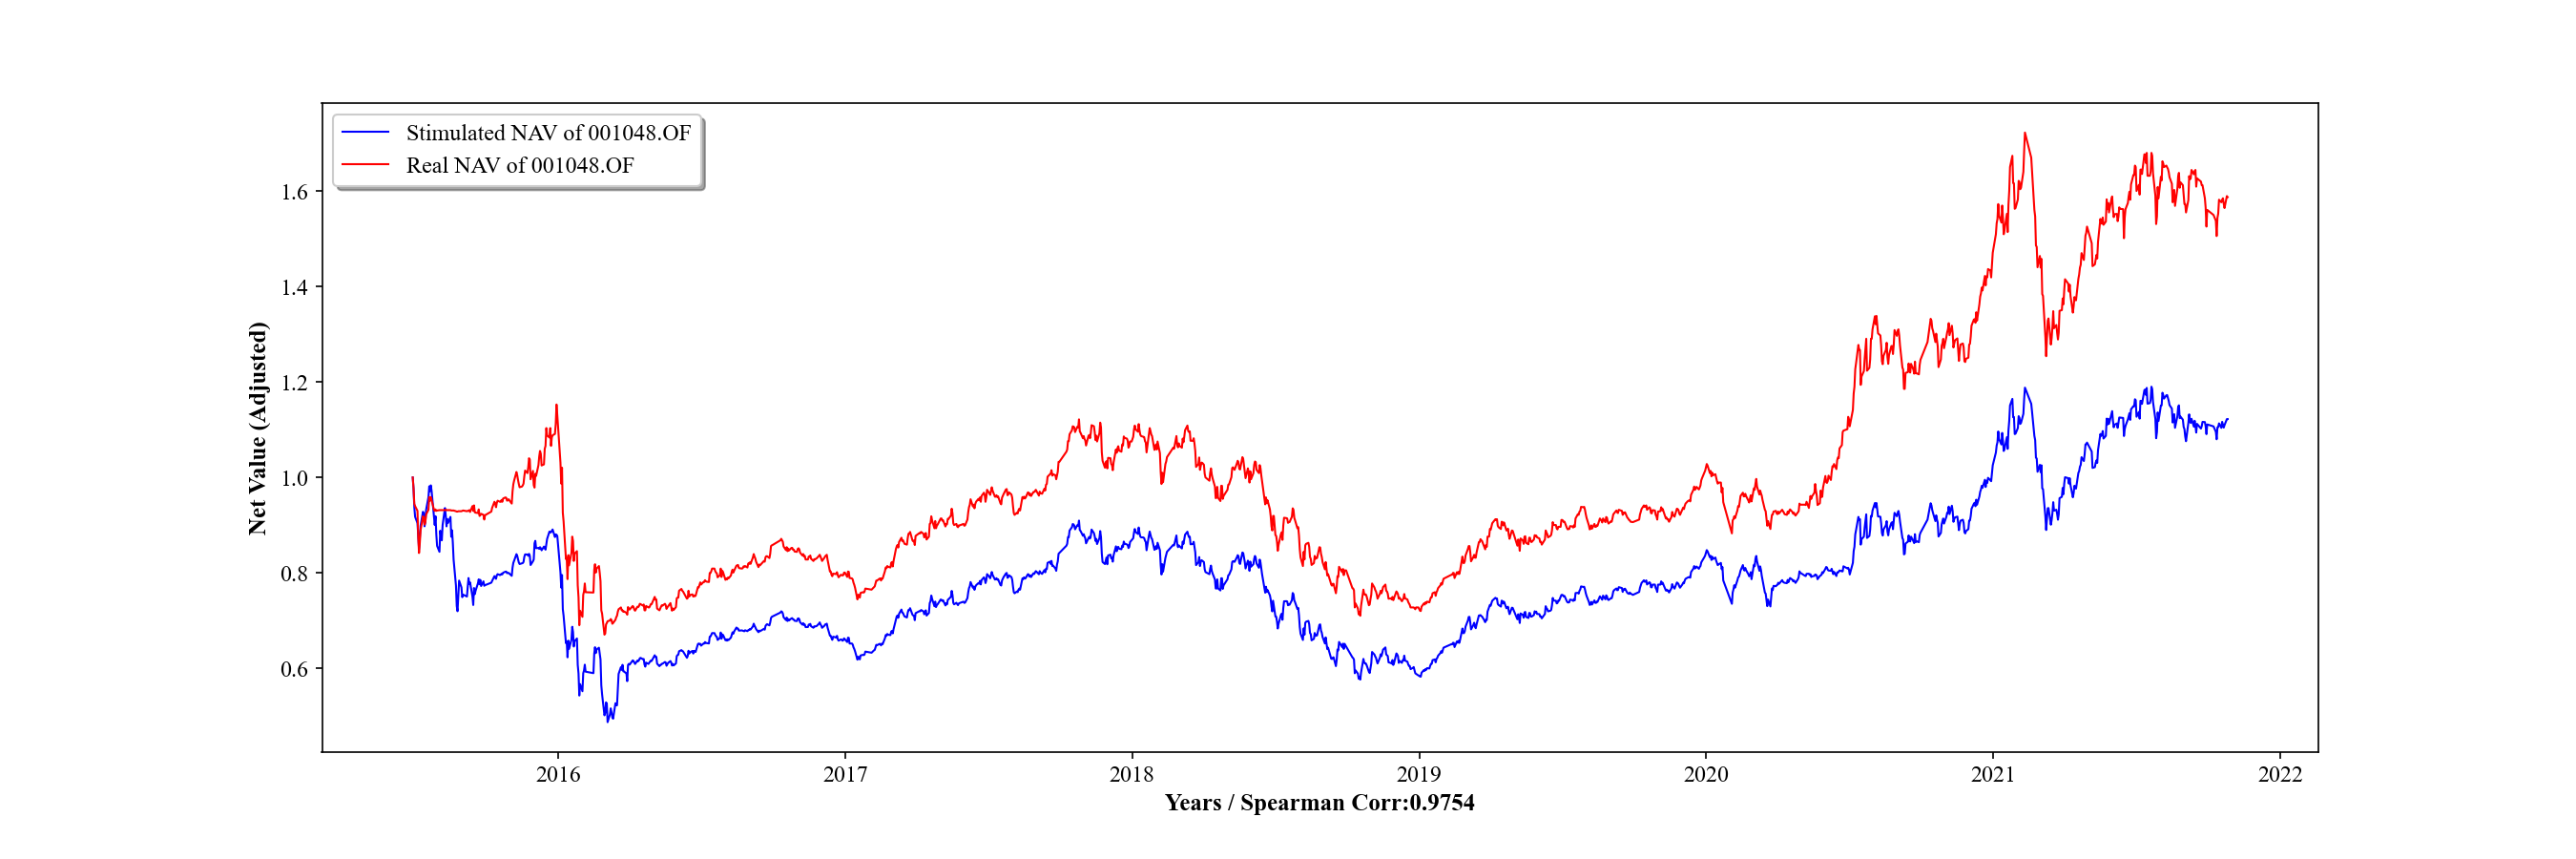 Stimulated NAV of 001048.OF
Real NAV of 001048.OF
Net Value (Adjusted)
1.6
1.4
1.2
1.0
0.8
0.6
2016 2017 2018 2019 2020 2021 2022
Years / Spearman Corr:0.9754